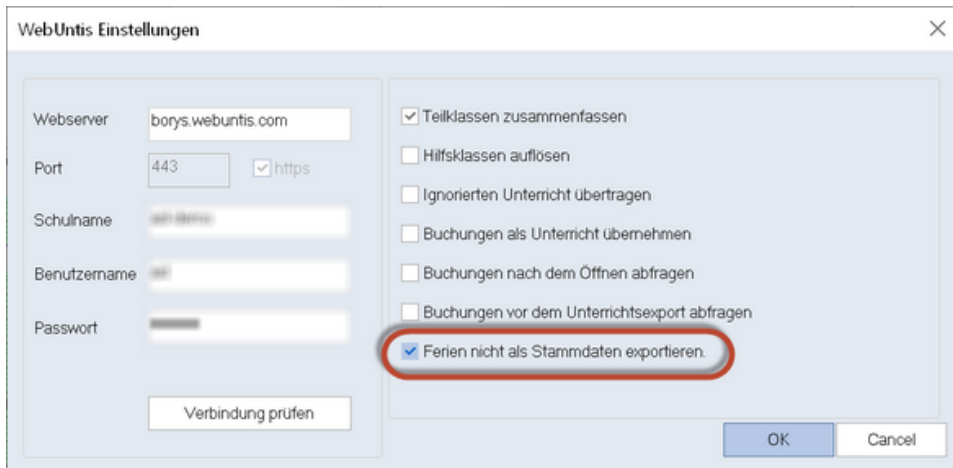 WebUntis Einstellungen
Webserver
borys.webuntis.com
Port
443
https
Schulname
Benutzername
Passwort
Verbindung prüfen
Teilklassen zusammenfassen
Hilfsklassen auflösen
Ignorierten Unterricht übertragen
Buchungen als Unterricht übernehmen
Buchungen nach dem Öffnen abfragen
Buchungen vor dem Unterrichtsexport abfragen
Ferien nicht als Stammdaten exportieren.
OK
Cancel